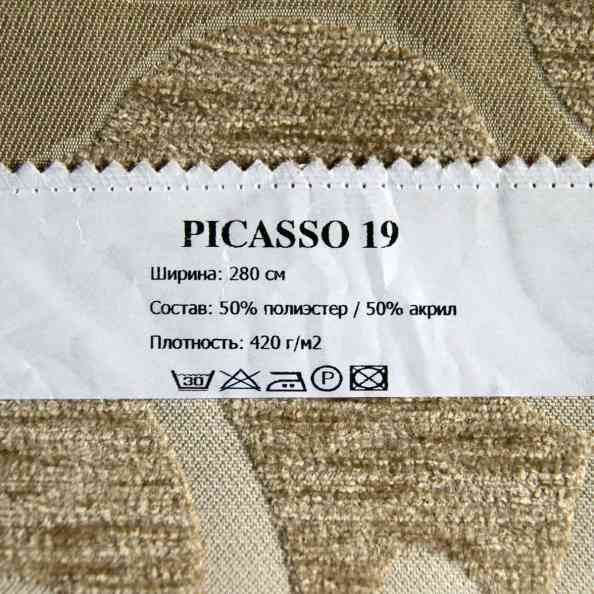 PICASSO 19
Ширина: 280 см
Состав: 50% полиэстер / 50% акрил
Плотность: 420 г/м2
30 P